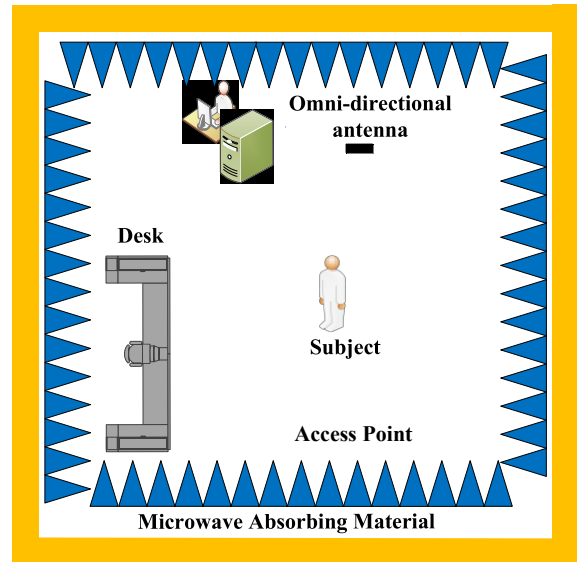 Omni-directional
antenna
Desk
Subject
Access Point
Microwave Absorbing Material